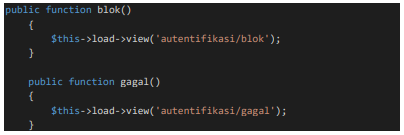 public function blok()
{
$this->load->view('autentifikasi/blok');
}
public function gagal()
{
$this->load->view('autentifikasi/gagal');
}